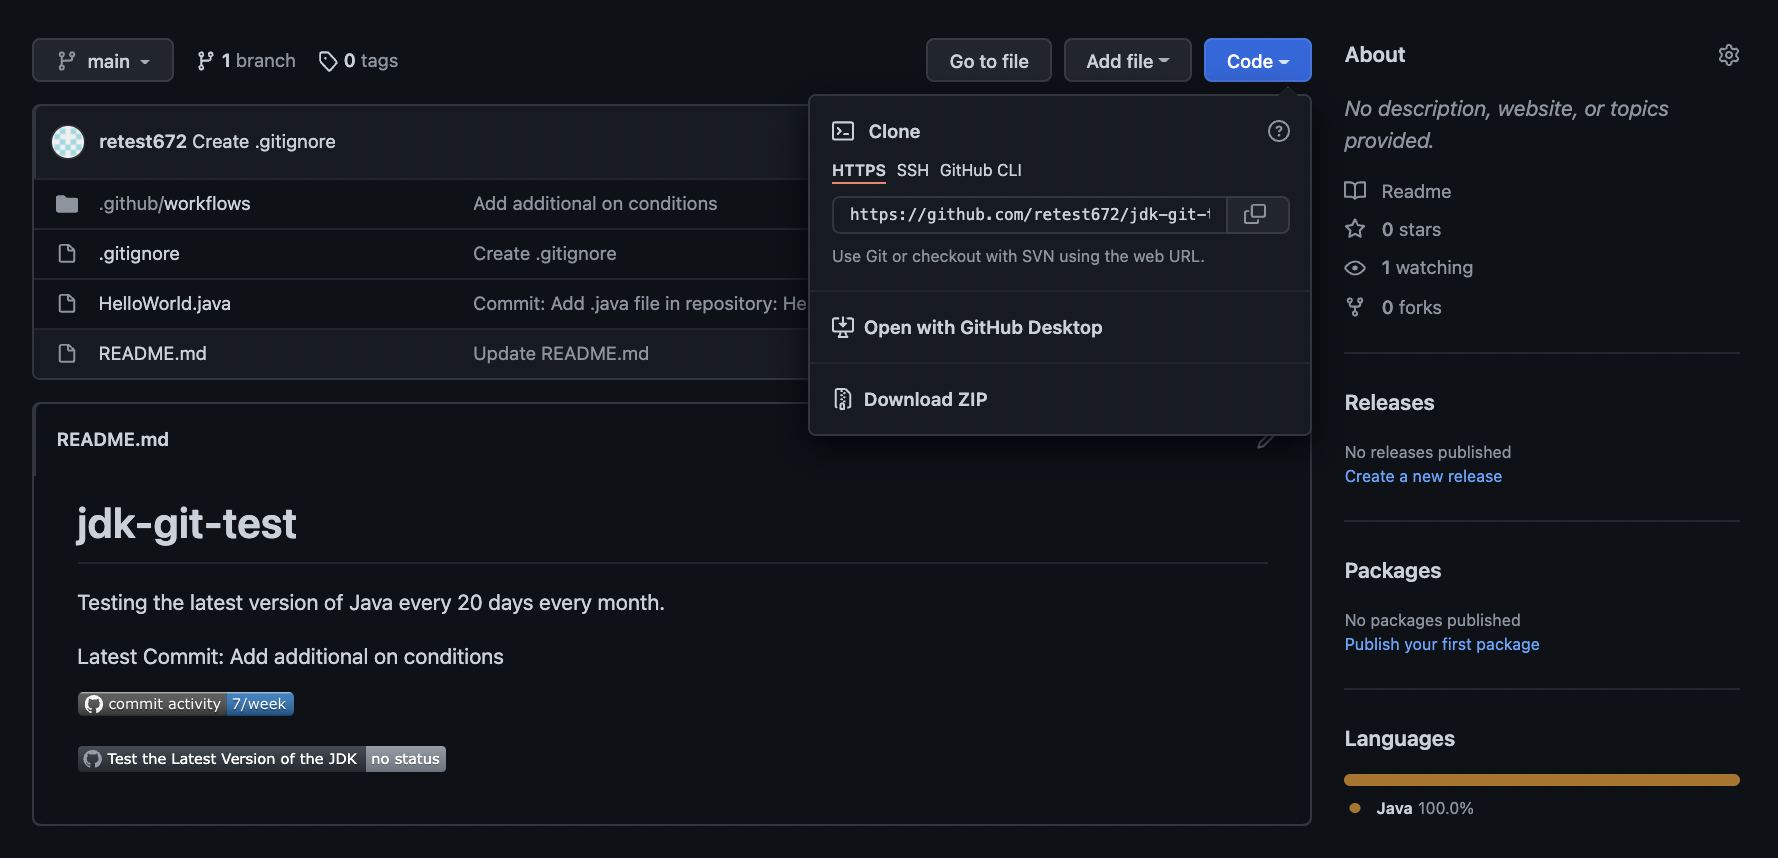 main
1 branch
0 tags
Go to file
Add file
Code
retest672 Create .gitignore
.github/workflows
Add additional on conditions
.gitignore
Create .gitignore
HelloWorld.java
Commit: Add .java file in repository: He
README.md
Update README.md
Clone
HTTPS SSH GitHub CLI
https://github.com/retest672/jdk-git-t
Use Git or checkout with SVN using the web URL.
Open with GitHub Desktop
Download ZIP
README.md
jdk-git-test
Testing the latest version of Java every 20 days every month.
Latest Commit: Add additional on conditions
commit activity 7/week
Test the Latest Version of the JDK no status
About
No description, website, or topics
provided.
Readme
0 stars
1 watching
0 forks
Releases
No releases published
Create a new release
Packages
No packages published
Publish your first package
Languages
Java 100.0%